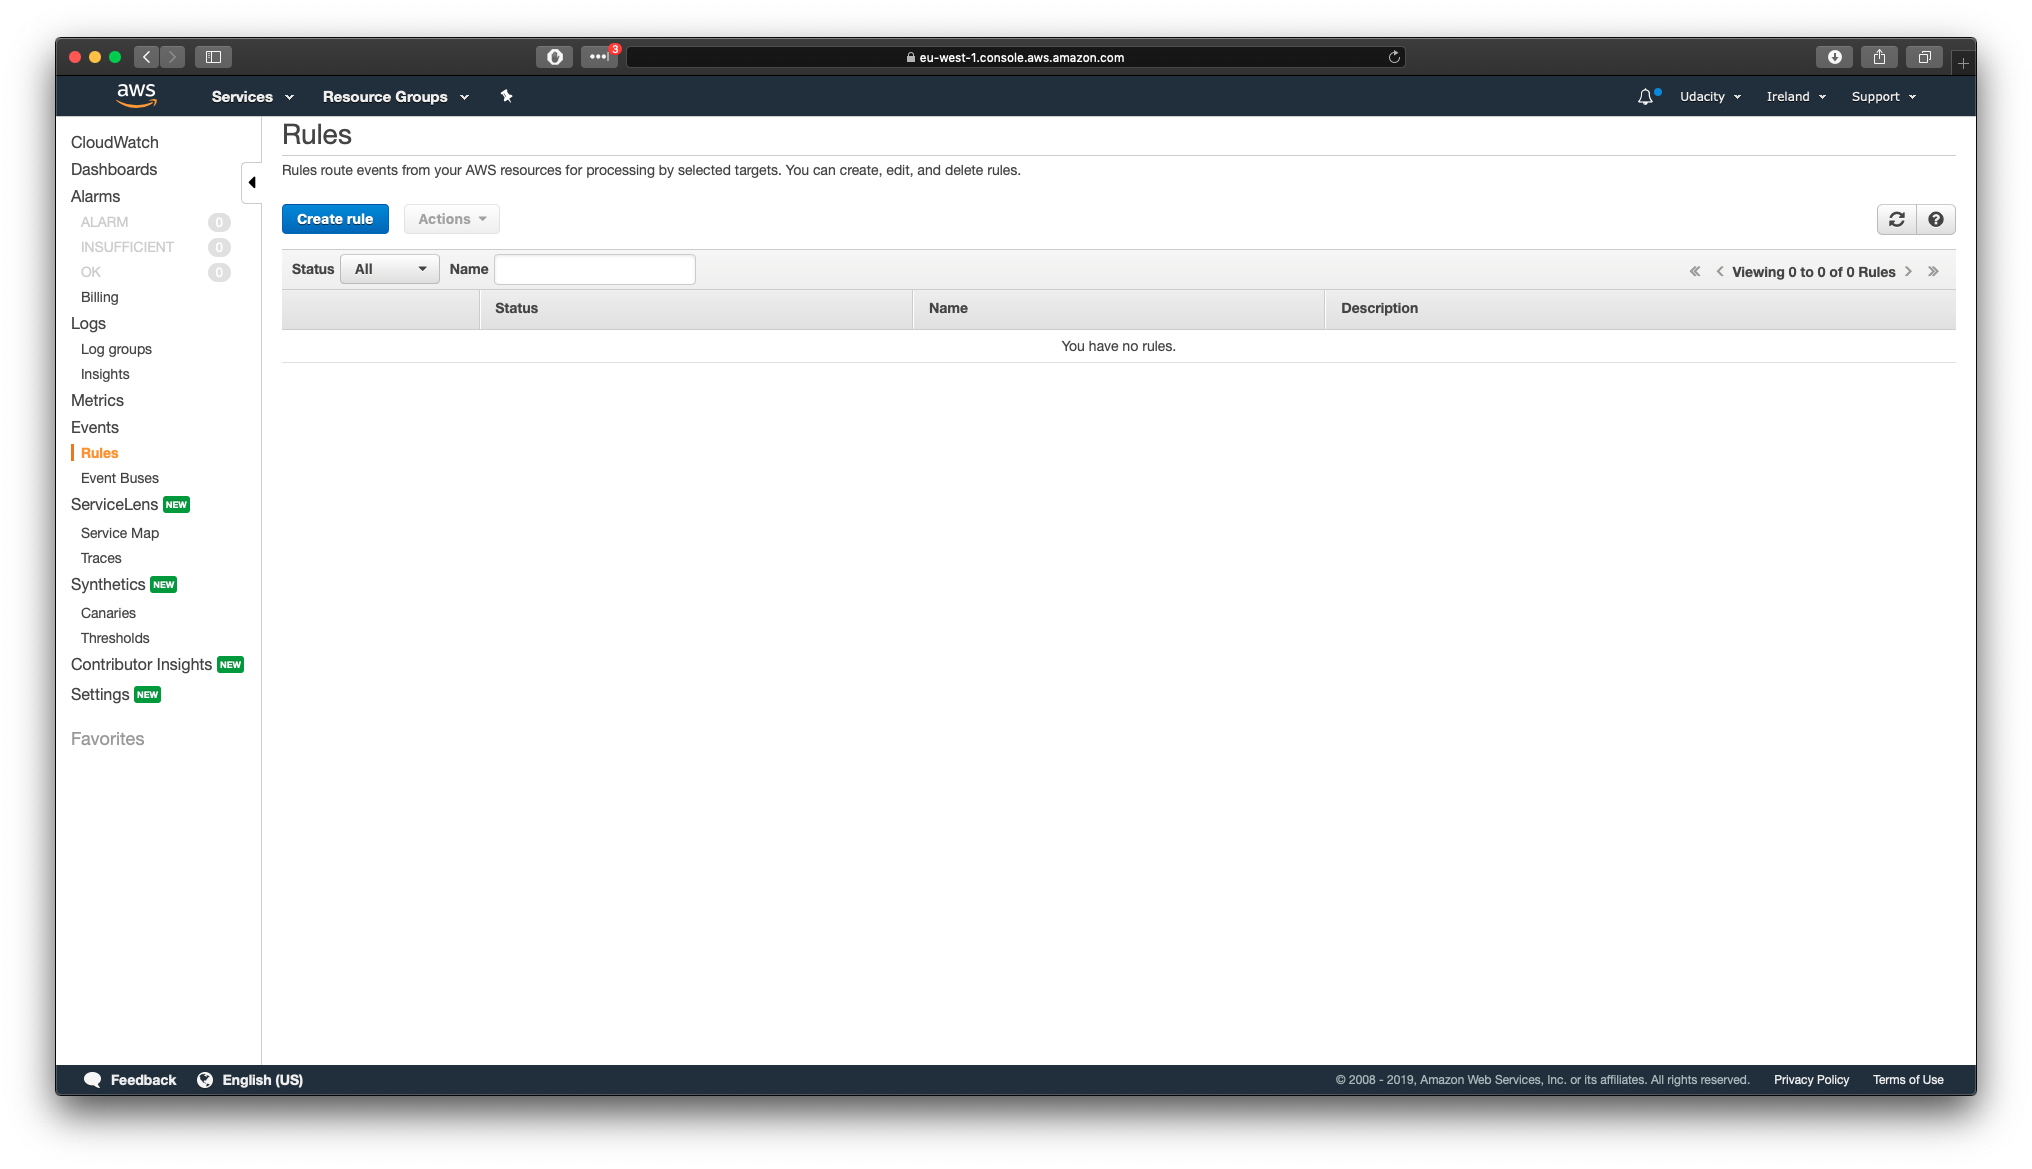 3
eu-west-1.console.aws.amazon.com
aws Services Resource Groups Udacity Ireland Support
CloudWatch
Dashboards
Alarms
ALARM 0
INSUFFICIENT 0
OK 0
Billing
Logs
Log groups
Insights
Metrics
Events
Rules
Event Buses
ServiceLens NEW
Service Map
Traces
Synthetics NEW
Canaries
Thresholds
Contributor Insights NEW
Settings NEW
Favorites
Rules
Rules route events from your AWS resources for processing by selected targets. You can create, edit, and delete rules.
Create rule Actions
Status All Name Viewing 0 to 0 of 0 Rules
Status Name Description
You have no rules.
Feedback English (US) © 2008 - 2019, Amazon Web Services, Inc. or its affiliates. All rights reserved. Privacy Policy Terms of Use